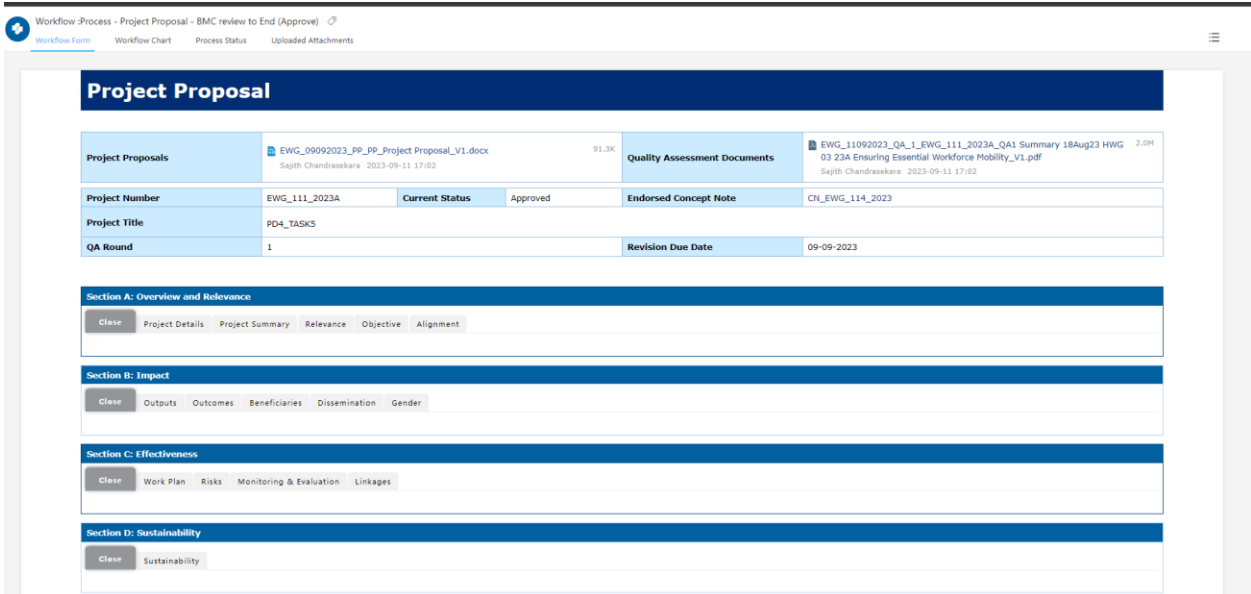 Workflow :Process - Project Proposal - BMC review to End (Approve)
Workflow Form Workflow Chart Process Status Uploaded Attachments
Project Proposal
Project Proposals
EWG_09092023_PP_PP_Project Proposal_V1.docx 91.3K
Sajith Chandrasekara 2023-09-11 17:02
Quality Assessment Documents
EWG_11092023_QA_1_EWG_111_2023A_QA1 Summary 18Aug23 HWG 2.0M
03 23A Ensuring Essential Workforce Mobility_V1.pdf
Sajith Chandrasekara 2023-09-11 17:02
Project Number EWG_111_2023A Current Status Approved Endorsed Concept Note CN_EWG_114_2023
Project Title PD4_TASK5
QA Round 1 Revision Due Date 09-09-2023
Section A: Overview and Relevance
Close Project Details Project Summary Relevance Objective Alignment
Section B: Impact
Close Outputs Outcomes Beneficiaries Dissemination Gender
Section C: Effectiveness
Close Work Plan Risks Monitoring & Evaluation Linkages
Section D: Sustainability
Close Sustainability